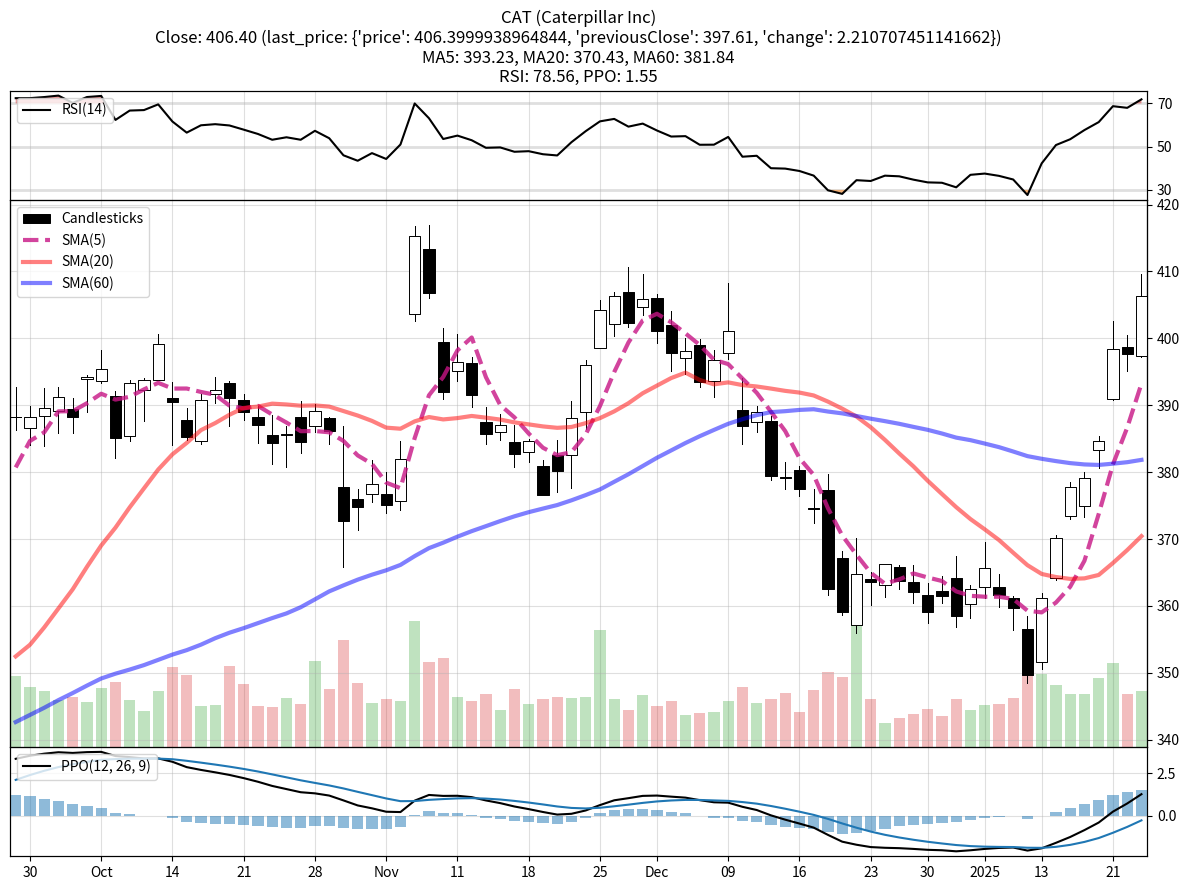 CAT (Caterpillar Inc)
Close: 406.40 (last_price: {'price': 406.3999938964844, 'previousClose': 397.61, 'change': 2.210707451141662})
MA5: 393.23, MA20: 370.43, MA60: 381.84
RSI: 78.56, PPO: 1.55
RSI(14)
70
50
30
Candlesticks
SMA(5)
SMA(20)
SMA(60)
420
410
400
390
380
370
360
350
340
PPO(12, 26, 9)
2.5
0.0
30 Oct 14 21 28 Nov 11 18 25 Dec 09 16 23 30 2025 13 21